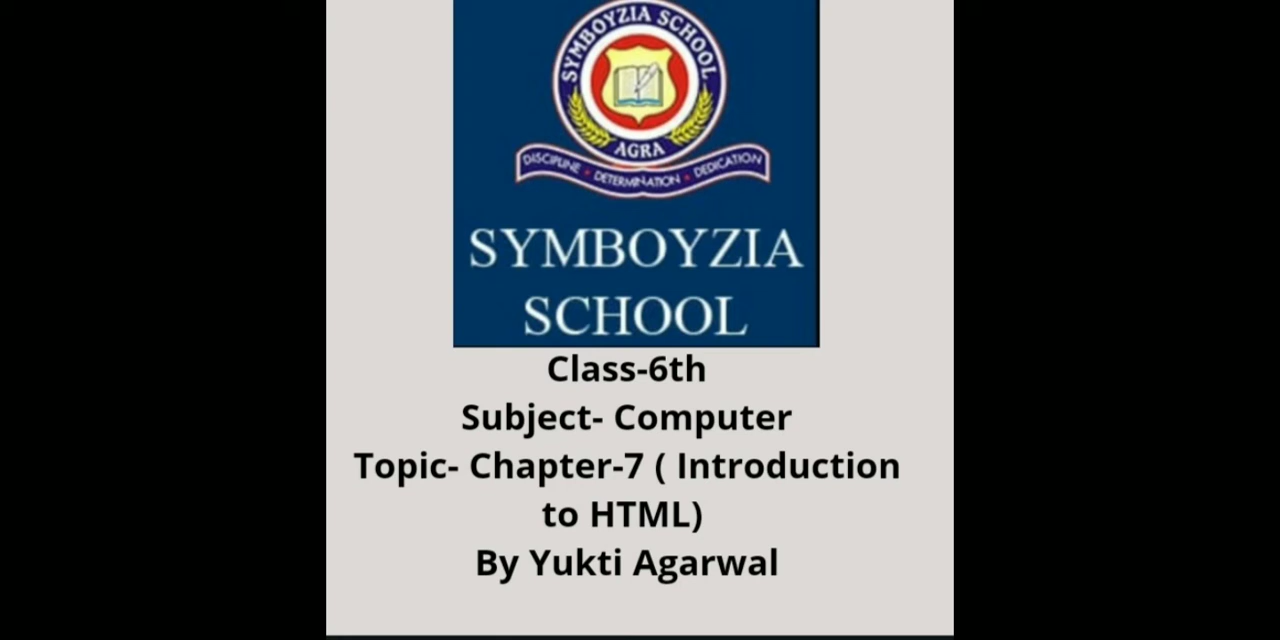 SYMBOYZIA SCHOOL
AGRA
DISCIPLINE • DETERMINATION • DEDICATION
SYMBOYZIA
SCHOOL
Class-6th
Subject- Computer
Topic- Chapter-7 ( Introduction
to HTML)
By Yukti Agarwal